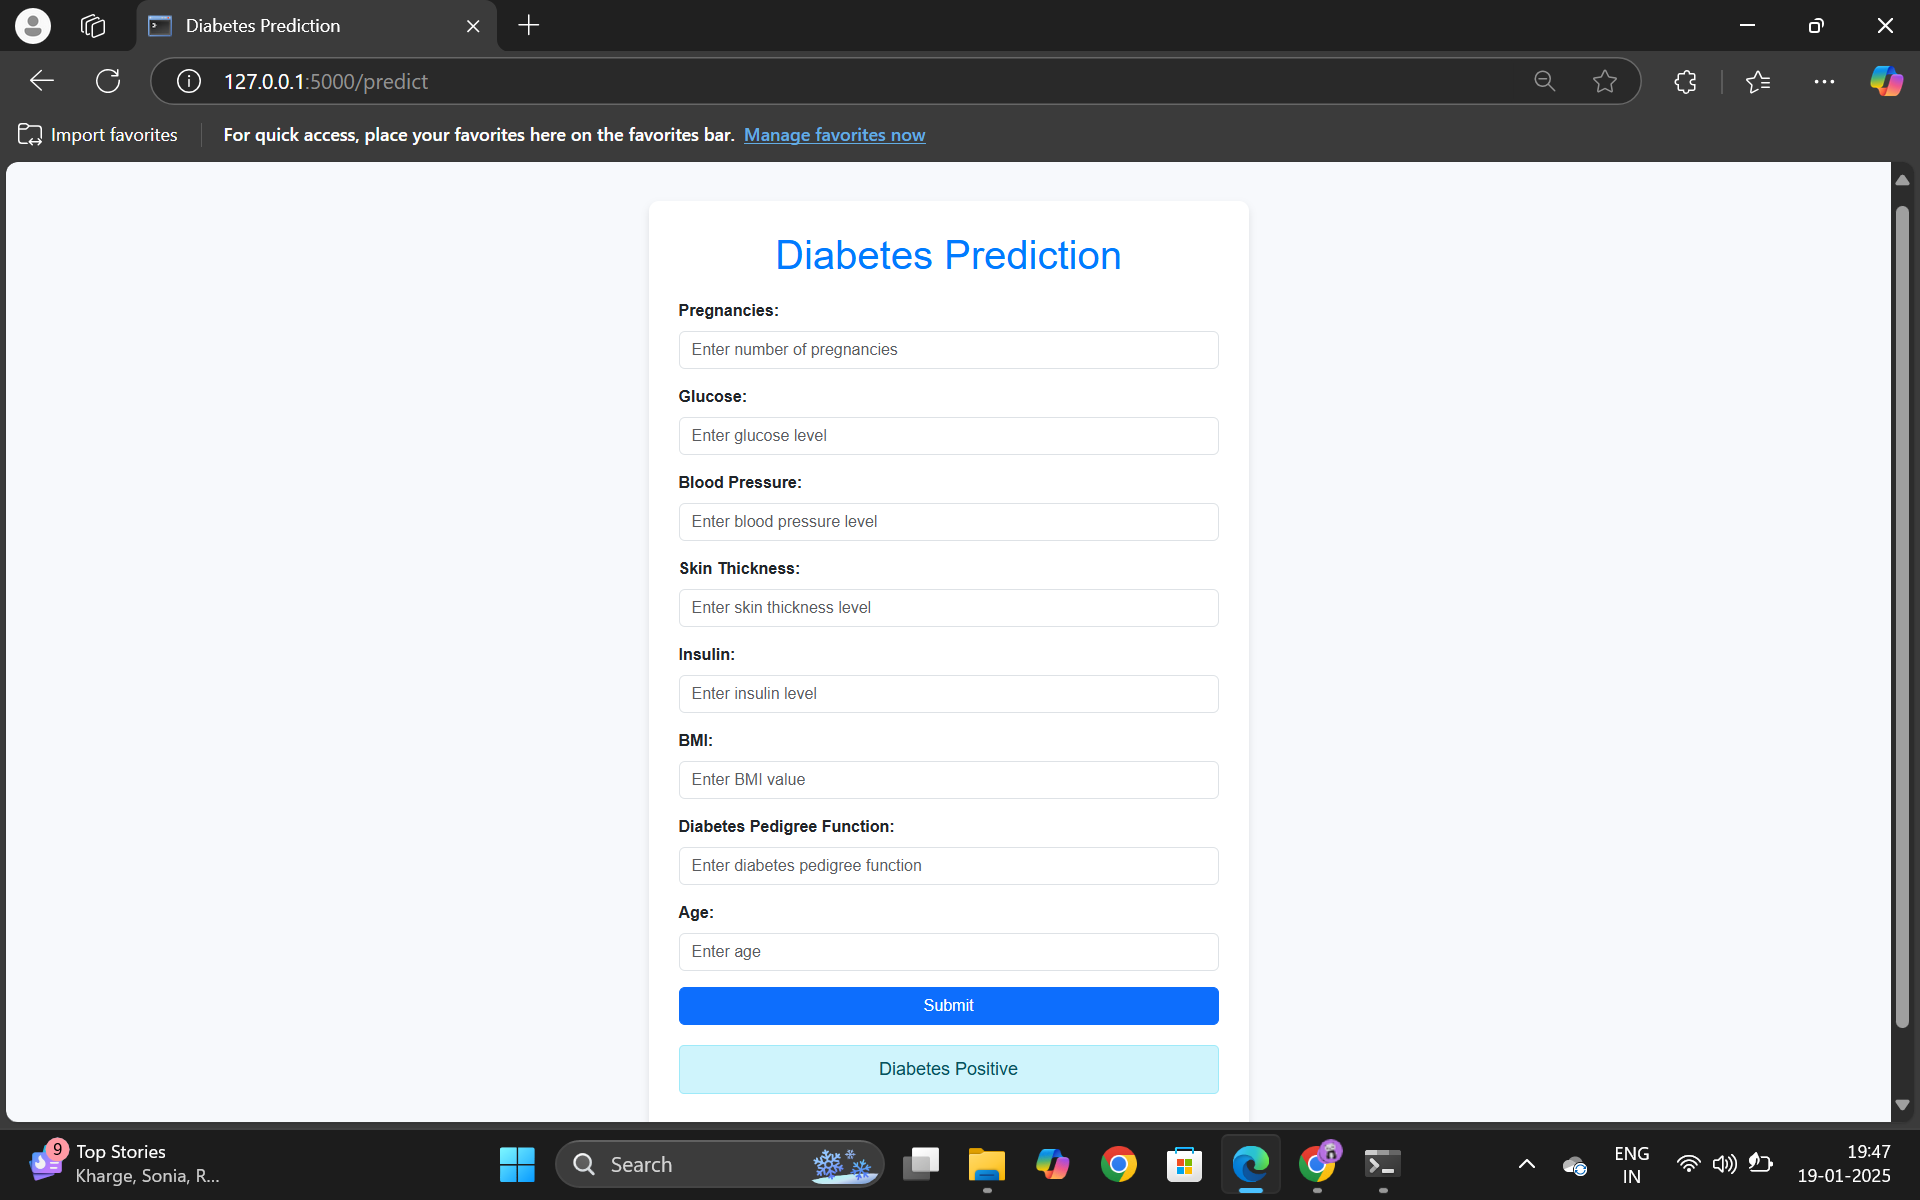 Diabetes Prediction
127.0.0.1:5000/predict
Import favorites
For quick access, place your favorites here on the favorites bar. Manage favorites now
Diabetes Prediction
Pregnancies:
Enter number of pregnancies
Glucose:
Enter glucose level
Blood Pressure:
Enter blood pressure level
Skin Thickness:
Enter skin thickness level
Insulin:
Enter insulin level
BMI:
Enter BMI value
Diabetes Pedigree Function:
Enter diabetes pedigree function
Age:
Enter age
Submit
Diabetes Positive
9
Top Stories
Kharge, Sonia, R...
Search
ENG
IN
19:47
19-01-2025